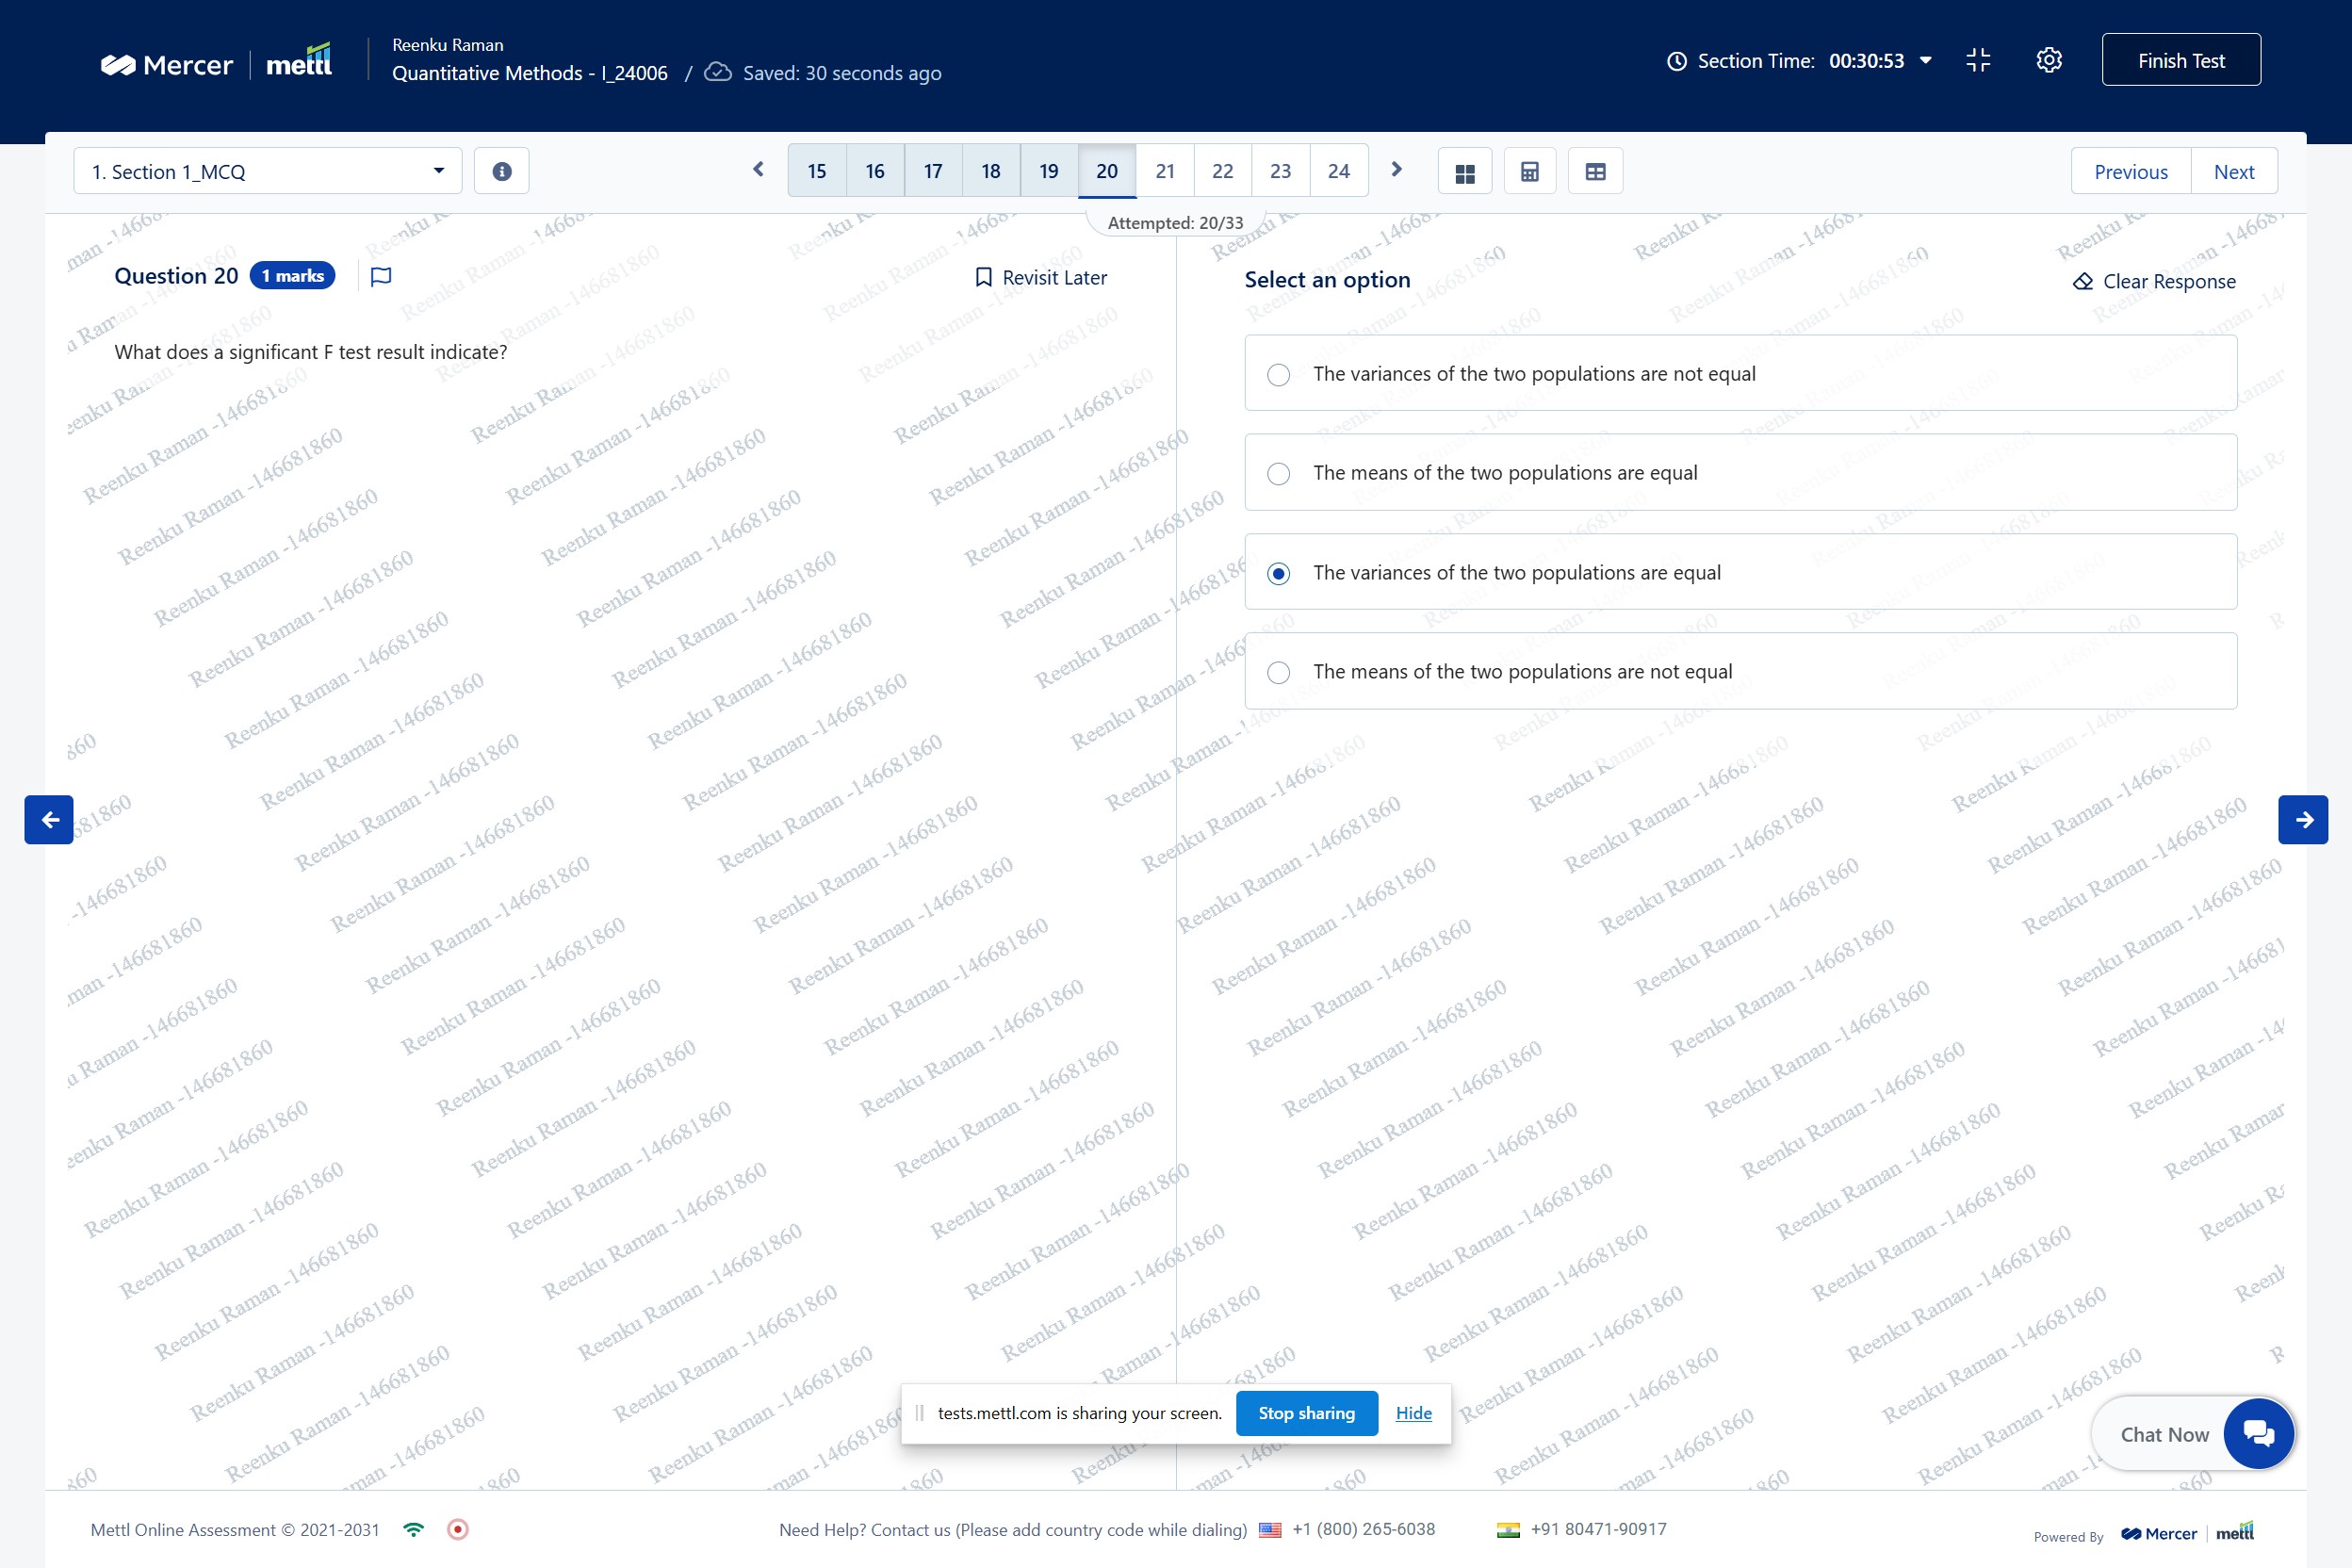 Mercer | mettl
Reenku Raman
Quantitative Methods - I_24006 / Saved: 30 seconds ago
Section Time: 00:30:53
Finish Test
1. Section 1_MCQ
15 16 17 18 19 20 21 22 23 24
Previous Next
Attempted: 20/33
Question 20 1 marks
Revisit Later
What does a significant F test result indicate?
Select an option
Clear Response
The variances of the two populations are not equal
The means of the two populations are equal
The variances of the two populations are equal
The means of the two populations are not equal
Reenku Raman -146681860
tests.mettl.com is sharing your screen. Stop sharing Hide
Chat Now
Mettl Online Assessment © 2021-2031
Need Help? Contact us (Please add country code while dialing) +1 (800) 265-6038 +91 80471-90917
Powered By Mercer | mettl